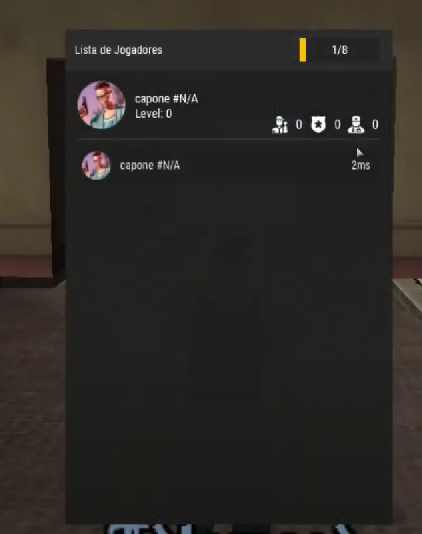 Lista de Jogadores
1/8
capone #N/A
Level: 0
0 0 0
capone #N/A
2ms